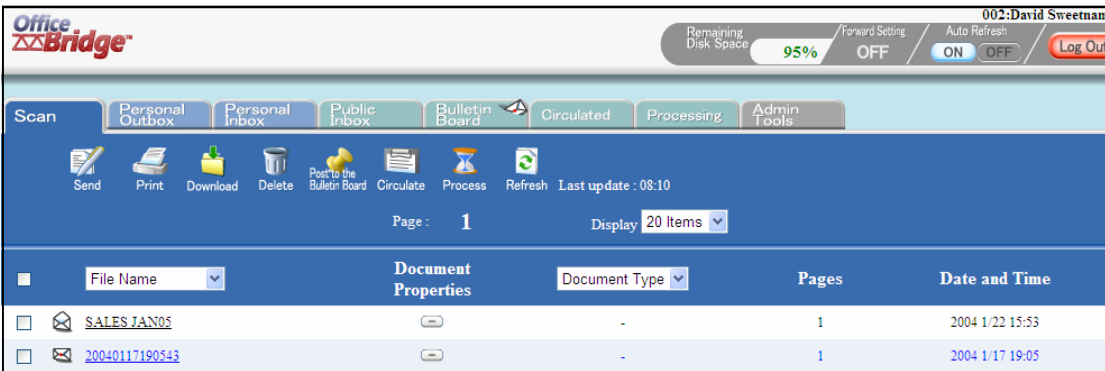 002:David Sweetnam
Office
Bridge
Remaining
Disk Space
95%
Forward Setting
OFF
Auto Refresh
ON OFF
Log Out
Scan
Personal
Outbox
Personal
Inbox
Public
Inbox
Bulletin
Board
Circulated
Processing
Admin
Tools
Send Print Download Delete Post to the
Bulletin Board Circulate Process Refresh Last update : 08:10
Page : 1 Display 20 Items
File Name Document
Properties Document Type Pages Date and Time
SALES JAN05 - 1 2004 1/22 15:53
20040117190543 - 1 2004 1/17 19:05